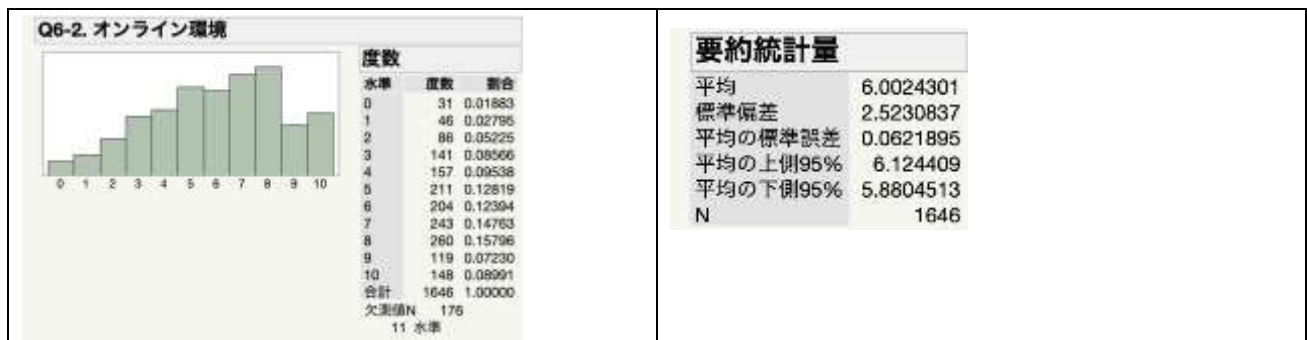 Q6-2. オンライン環境
0 1 2 3 4 5 6 7 8 9 10
度数
水準 度数 割合
0 31 0.01883
1 46 0.02795
2 86 0.05225
3 141 0.08566
4 157 0.09538
5 211 0.12819
6 204 0.12394
7 243 0.14763
8 260 0.15796
9 119 0.07230
10 148 0.08991
合計 1646 1.00000
欠測値N 176
11 水準
要約統計量
平均 6.0024301
標準偏差 2.5230837
平均の標準誤差 0.0621895
平均の上側95% 6.124409
平均の下側95% 5.8804513
N 1646